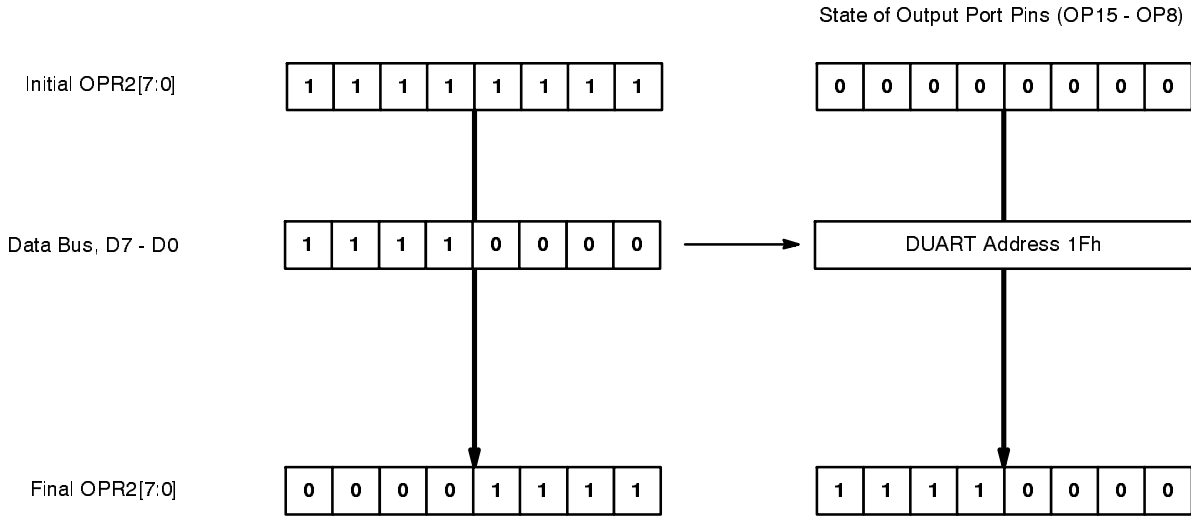 State of Output Port Pins (OP15 - OP8)
Initial OPR2[7:0] 1 1 1 1 1 1 1 1 0 0 0 0 0 0 0 0
Data Bus, D7 - D0 1 1 1 1 0 0 0 0 DUART Address 1Fh
Final OPR2[7:0] 0 0 0 0 1 1 1 1 1 1 1 1 0 0 0 0